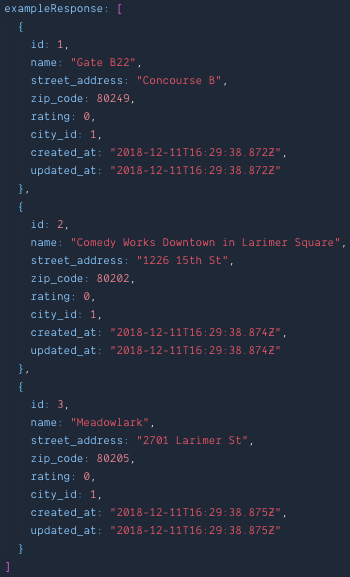 exampleResponse: [
  {
    id: 1,
    name: "Gate B22",
    street_address: "Concourse B",
    zip_code: 80249,
    rating: 0,
    city_id: 1,
    created_at: "2018-12-11T16:29:38.872Z",
    updated_at: "2018-12-11T16:29:38.872Z"
  },
  {
    id: 2,
    name: "Comedy Works Downtown in Larimer Square",
    street_address: "1226 15th St",
    zip_code: 80202,
    rating: 0,
    city_id: 1,
    created_at: "2018-12-11T16:29:38.874Z",
    updated_at: "2018-12-11T16:29:38.874Z"
  },
  {
    id: 3,
    name: "Meadowlark",
    street_address: "2701 Larimer St",
    zip_code: 80205,
    rating: 0,
    city_id: 1,
    created_at: "2018-12-11T16:29:38.875Z",
    updated_at: "2018-12-11T16:29:38.875Z"
  }
]